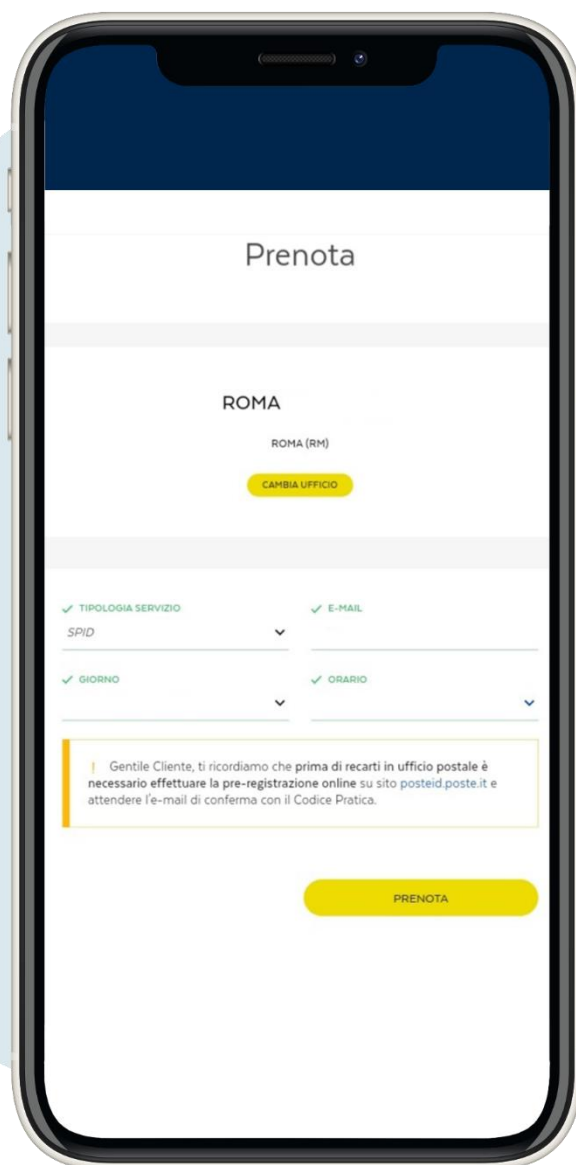 Prenota
ROMA
ROMA (RM)
CAMBIA UFFICIO
TIPOLOGIA SERVIZIO
E-MAIL
SPID
GIORNO
ORARIO
! Gentile Cliente, ti ricordiamo che prima di recarti in ufficio postale è
necessario effettuare la pre-registrazione online su sito posteid.poste.it e
attendere l'e-mail di conferma con il Codice Pratica.
PRENOTA